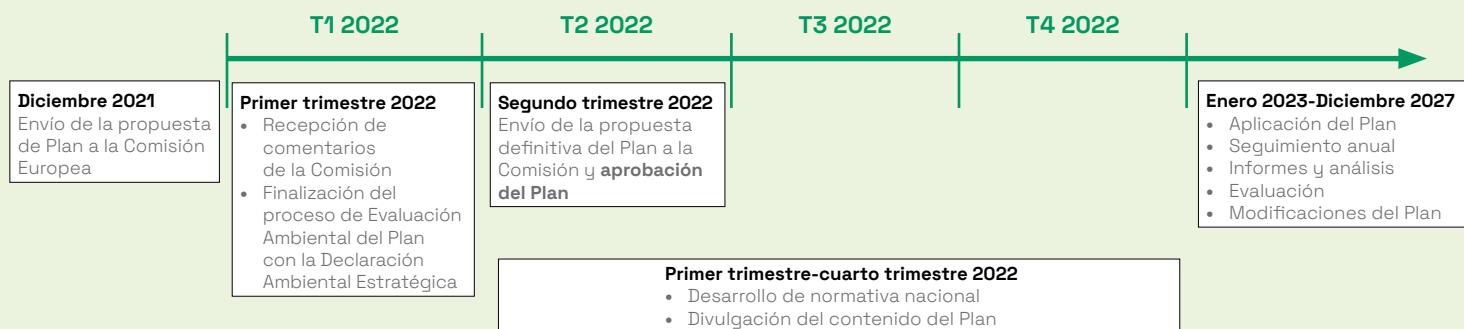 T1 2022
T2 2022
T3 2022
T4 2022
Diciembre 2021
Envío de la propuesta
de Plan a la Comisión
Europea
Primer trimestre 2022
• Recepción de
comentarios
de la Comisión
• Finalización del
proceso de Evaluación
Ambiental del Plan
con la Declaración
Ambiental Estratégica
Segundo trimestre 2022
Envío de la propuesta
definitiva del Plan a la
Comisión y aprobación
del Plan
Enero 2023-Diciembre 2027
• Aplicación del Plan
• Seguimiento anual
• Informes y análisis
• Evaluación
• Modificaciones del Plan
Primer trimestre-cuarto trimestre 2022
• Desarrollo de normativa nacional
• Divulgación del contenido del Plan